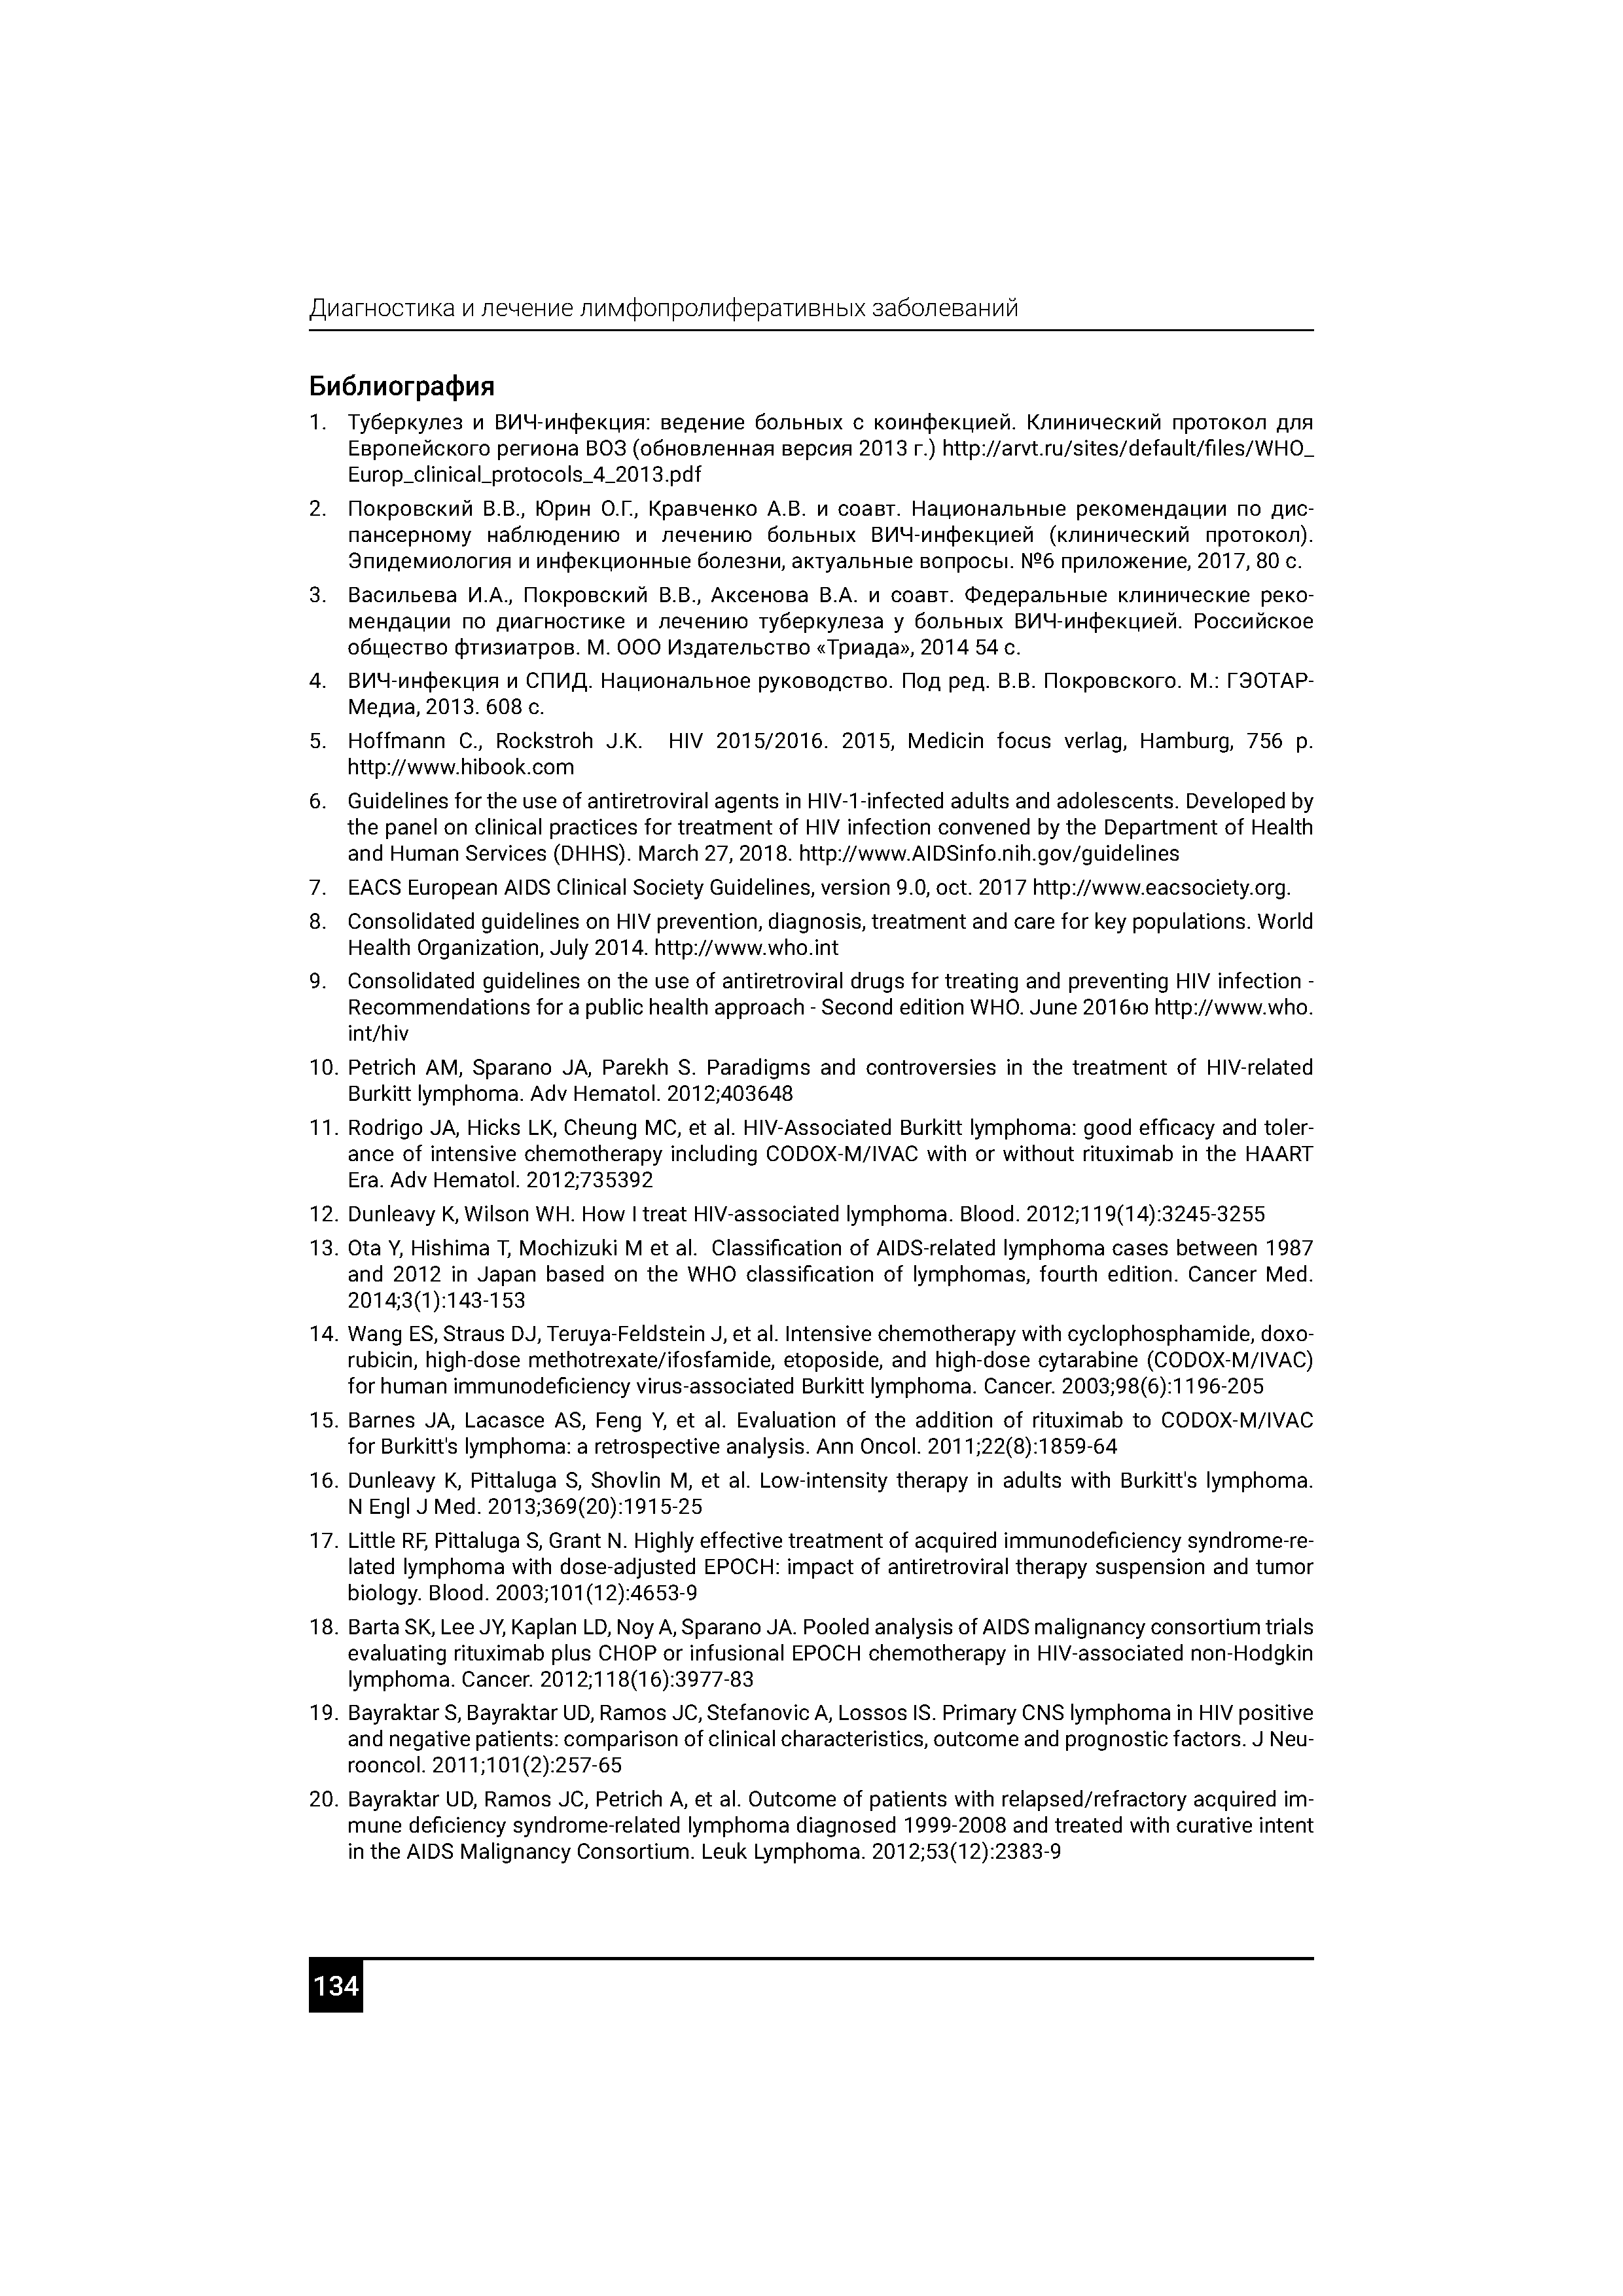 Диагностика и лечение лимфопролиферативных заболеваний
Библиография
1. Туберкулез и ВИЧ-инфекция: ведение больных с коинфекцией. Клинический протокол для
Европейского региона ВОЗ (обновленная версия 2013 г.) http://arvt.ru/sites/default/files/WHO_
Europ_clinical_protocols_4_2013.pdf
2. Покровский В.В., Юрин О.Г., Кравченко А.В. и соавт. Национальные рекомендации по дис-
пансерному наблюдению и лечению больных ВИЧ-инфекцией (клинический протокол).
Эпидемиология и инфекционные болезни, актуальные вопросы. №6 приложение, 2017, 80 с.
3. Васильева И.А., Покровский В.В., Аксенова В.А. и соавт. Федеральные клинические реко-
мендации по диагностике и лечению туберкулеза у больных ВИЧ-инфекцией. Российское
общество фтизиатров. М. ООО Издательство «Триада», 2014 54 с.
4. ВИЧ-инфекция и СПИД. Национальное руководство. Под ред. В.В. Покровского. М.: ГЭОТАР-
Медиа, 2013. 608 с.
5. Hoffmann C., Rockstroh J.K. HIV 2015/2016. 2015, Medicin focus verlag, Hamburg, 756 p.
http://www.hibook.com
6. Guidelines for the use of antiretroviral agents in HIV-1-infected adults and adolescents. Developed by
the panel on clinical practices for treatment of HIV infection convened by the Department of Health
and Human Services (DHHS). March 27, 2018. http://www.AIDSinfo.nih.gov/guidelines
7. EACS European AIDS Clinical Society Guidelines, version 9.0, oct. 2017 http://www.eacsociety.org.
8. Consolidated guidelines on HIV prevention, diagnosis, treatment and care for key populations. World
Health Organization, July 2014. http://www.who.int
9. Consolidated guidelines on the use of antiretroviral drugs for treating and preventing HIV infection -
Recommendations for a public health approach - Second edition WHO. June 2016ю http://www.who.
int/hiv
10. Petrich AM, Sparano JA, Parekh S. Paradigms and controversies in the treatment of HIV-related
Burkitt lymphoma. Adv Hematol. 2012;403648
11. Rodrigo JA, Hicks LK, Cheung MC, et al. HIV-Associated Burkitt lymphoma: good efficacy and toler-
ance of intensive chemotherapy including CODOX-M/IVAC with or without rituximab in the HAART
Era. Adv Hematol. 2012;735392
12. Dunleavy K, Wilson WH. How I treat HIV-associated lymphoma. Blood. 2012;119(14):3245-3255
13. Ota Y, Hishima T, Mochizuki M et al. Classification of AIDS-related lymphoma cases between 1987
and 2012 in Japan based on the WHO classification of lymphomas, fourth edition. Cancer Med.
2014;3(1):143-153
14. Wang ES, Straus DJ, Teruya-Feldstein J, et al. Intensive chemotherapy with cyclophosphamide, doxo-
rubicin, high-dose methotrexate/ifosfamide, etoposide, and high-dose cytarabine (CODOX-M/IVAC)
for human immunodeficiency virus-associated Burkitt lymphoma. Cancer. 2003;98(6):1196-205
15. Barnes JA, Lacasce AS, Feng Y, et al. Evaluation of the addition of rituximab to CODOX-M/IVAC
for Burkitt's lymphoma: a retrospective analysis. Ann Oncol. 2011;22(8):1859-64
16. Dunleavy K, Pittaluga S, Shovlin M, et al. Low-intensity therapy in adults with Burkitt's lymphoma.
N Engl J Med. 2013;369(20):1915-25
17. Little RF, Pittaluga S, Grant N. Highly effective treatment of acquired immunodeficiency syndrome-re-
lated lymphoma with dose-adjusted EPOCH: impact of antiretroviral therapy suspension and tumor
biology. Blood. 2003;101(12):4653-9
18. Barta SK, Lee JY, Kaplan LD, Noy A, Sparano JA. Pooled analysis of AIDS malignancy consortium trials
evaluating rituximab plus CHOP or infusional EPOCH chemotherapy in HIV-associated non-Hodgkin
lymphoma. Cancer. 2012;118(16):3977-83
19. Bayraktar S, Bayraktar UD, Ramos JC, Stefanovic A, Lossos IS. Primary CNS lymphoma in HIV positive
and negative patients: comparison of clinical characteristics, outcome and prognostic factors. J Neu-
rooncol. 2011;101(2):257-65
20. Bayraktar UD, Ramos JC, Petrich A, et al. Outcome of patients with relapsed/refractory acquired im-
mune deficiency syndrome-related lymphoma diagnosed 1999-2008 and treated with curative intent
in the AIDS Malignancy Consortium. Leuk Lymphoma. 2012;53(12):2383-9
134